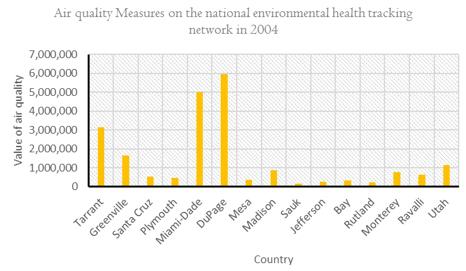 Air quality Measures on the national environmental health tracking
network in 2004
Value of air quality
7,000,000
6,000,000
5,000,000
4,000,000
3,000,000
2,000,000
1,000,000
0
Tarrant
Greenville
Santa Cruz
Plymouth
Miami-Dade
DuPage
Mesa
Madison
Sauk
Jefferson
Bay
Rutland
Monterey
Ravalli
Utah
Country